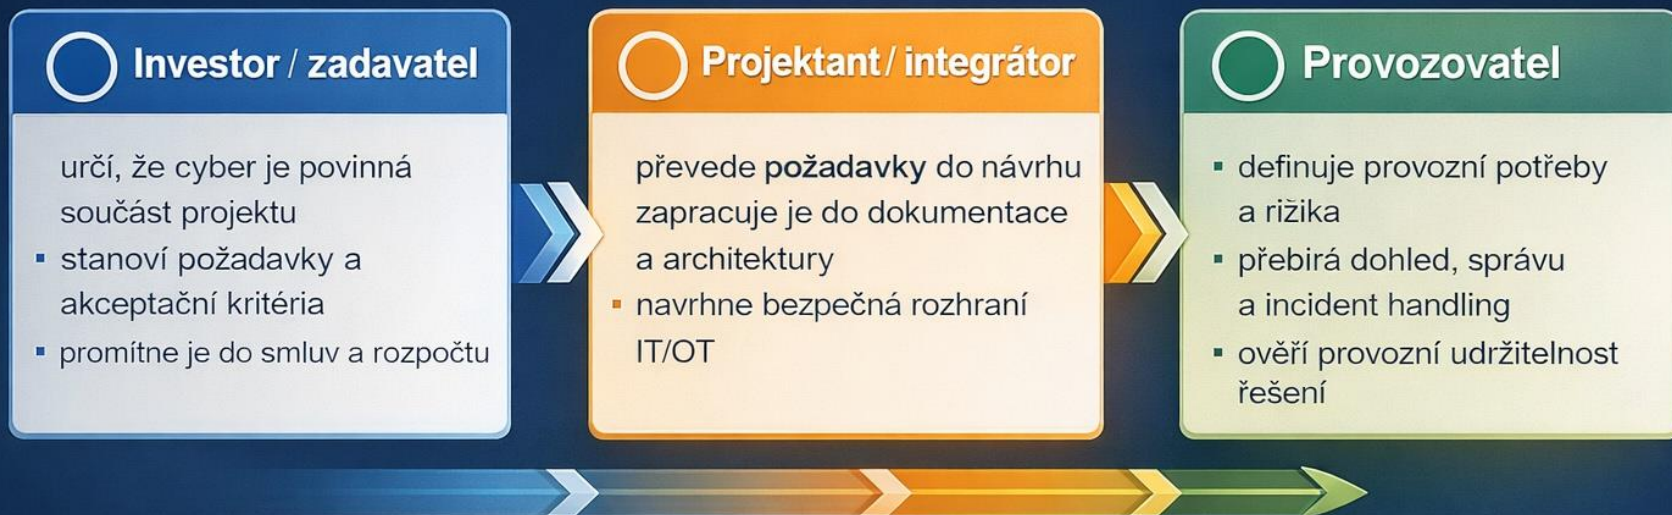 Investor / zadavatel
určí, že cyber je povinná
součást projektu
▪ stanoví požadavky a
akceptační kritéria
▪ promítne je do smluv a rozpočtu
Projektant / integrátor
převede požadavky do návrhu
zapracuje je do dokumentace
a architektury
▪ navrhne bezpečná rozhraní
IT/OT
Provozovatel
▪ definuje provozní potřeby
a rižika
▪ přebirá dohled, správu
a incident handling
▪ ověří provozní udržitelnost
řešení